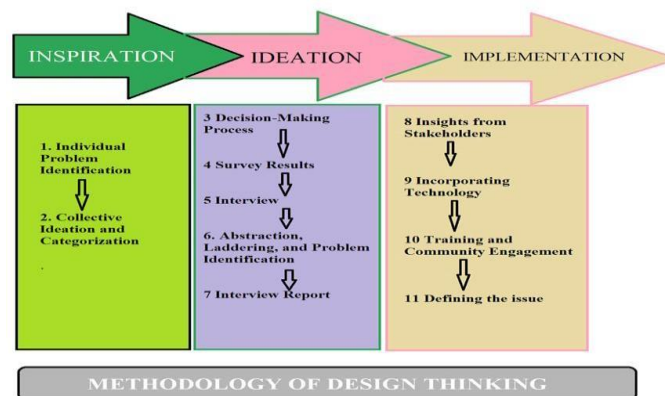 INSPIRATION
IDEATION
IMPLEMENTATION
1. Individual
Problem
Identification
2. Collective
Ideation and
Categorization
.
3 Decision-Making
Process
4 Survey Results
5 Interview
6. Abstraction,
Laddering, and Problem
Identification
7 Interview Report
8 Insights from
Stakeholders
9 Incorporating
Technology
10 Training and
Community Engagement
11 Defining the issue
METHODOLOGY OF DESIGN THINKING